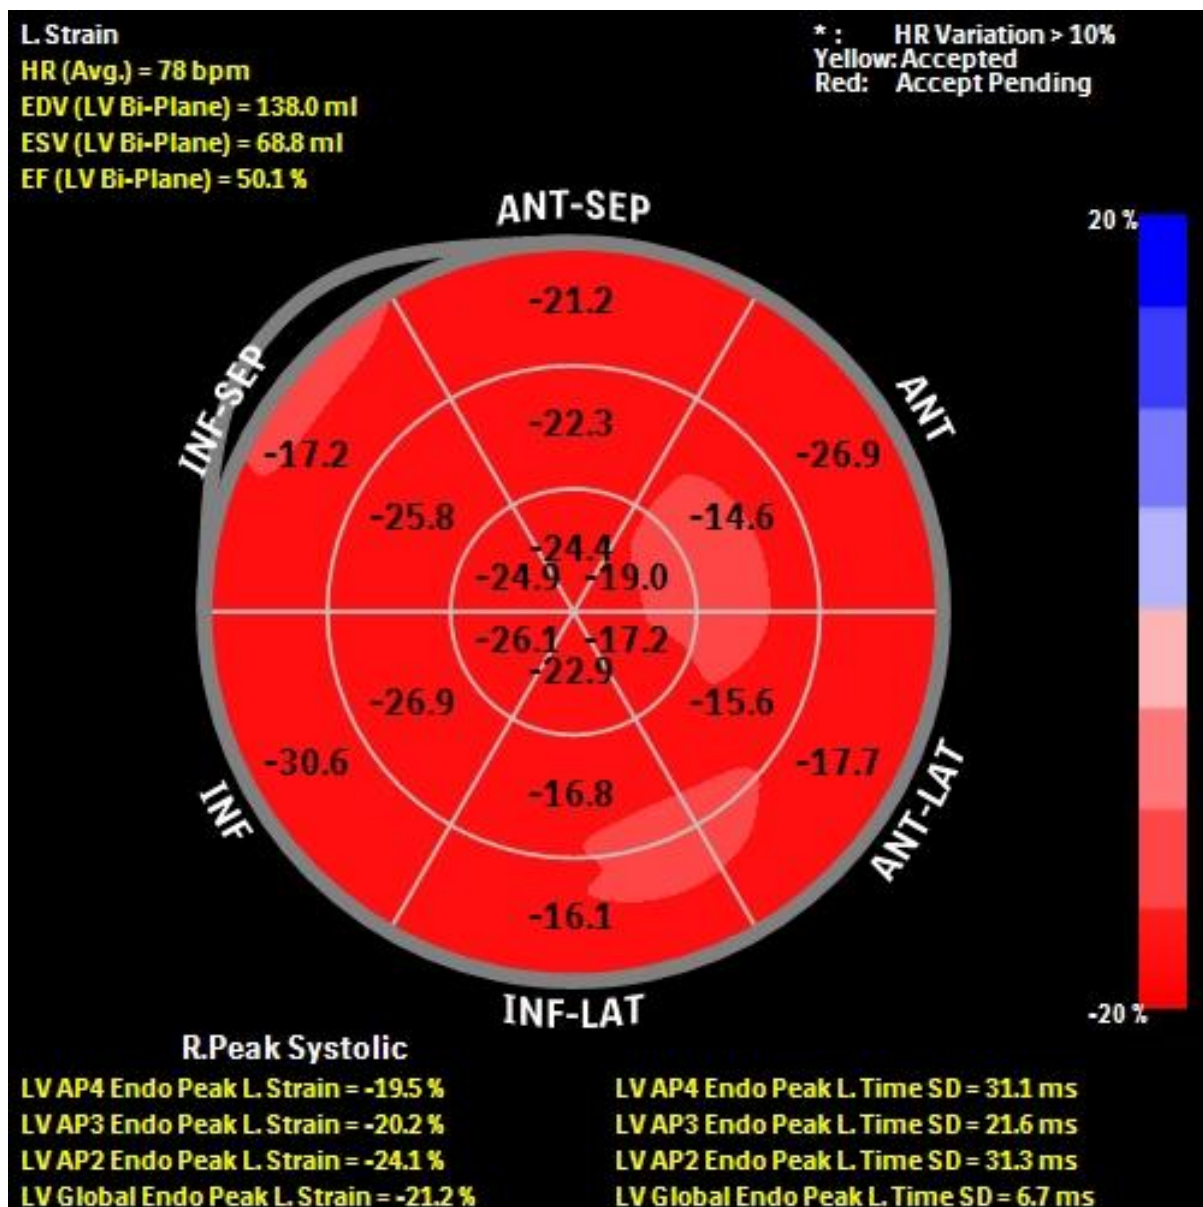 L. Strain
HR (Avg.) = 78 bpm
EDV (LV Bi-Plane) = 138.0 ml
ESV (LV Bi-Plane) = 68.8 ml
EF (LV Bi-Plane) = 50.1 %
* : HR Variation > 10%
Yellow: Accepted
Red: Accept Pending
ANT-SEP
20 %
-21.2
INF-SEP
ANT
-22.3
-17.2
-26.9
-25.8
-14.6
-24.4
-24.9
-19.0
-26.1
-17.2
-22.9
-26.9
-15.6
-30.6
-17.7
-16.8
INF
ANT-LAT
-16.1
INF-LAT
-20 %
R.Peak Systolic
LV AP4 Endo Peak L. Strain = -19.5 %
LV AP3 Endo Peak L. Strain = -20.2 %
LV AP2 Endo Peak L. Strain = -24.1 %
LV Global Endo Peak L. Strain = -21.2 %
LV AP4 Endo Peak L. Time SD = 31.1 ms
LV AP3 Endo Peak L. Time SD = 21.6 ms
LV AP2 Endo Peak L. Time SD = 31.3 ms
LV Global Endo Peak L. Time SD = 6.7 ms